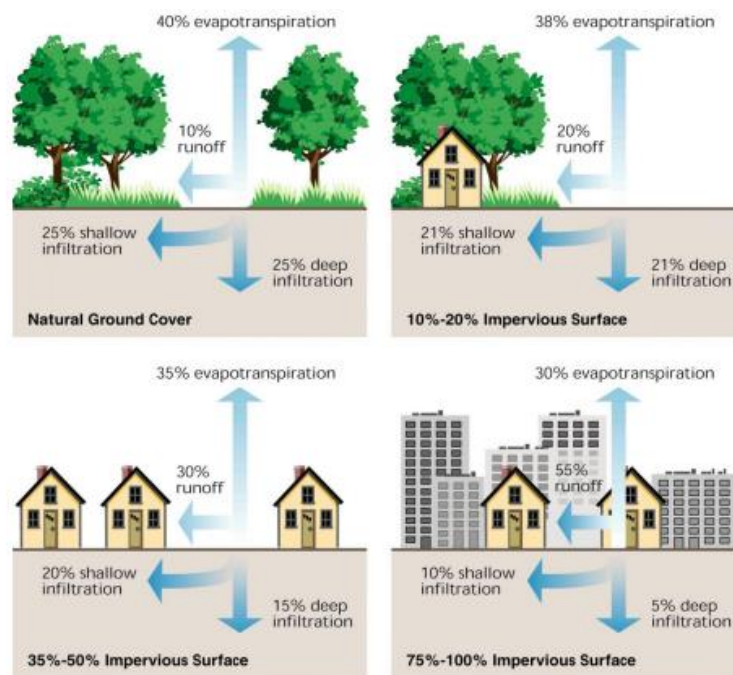 40% evapotranspiration
10%
runoff
25% shallow
infiltration
25% deep
infiltration
Natural Ground Cover
38% evapotranspiration
20%
runoff
21% shallow
infiltration
21% deep
infiltration
10%-20% Impervious Surface
35% evapotranspiration
30%
runoff
20% shallow
infiltration
15% deep
infiltration
35%-50% Impervious Surface
30% evapotranspiration
55%
runoff
10% shallow
infiltration
5% deep
infiltration
75%-100% Impervious Surface